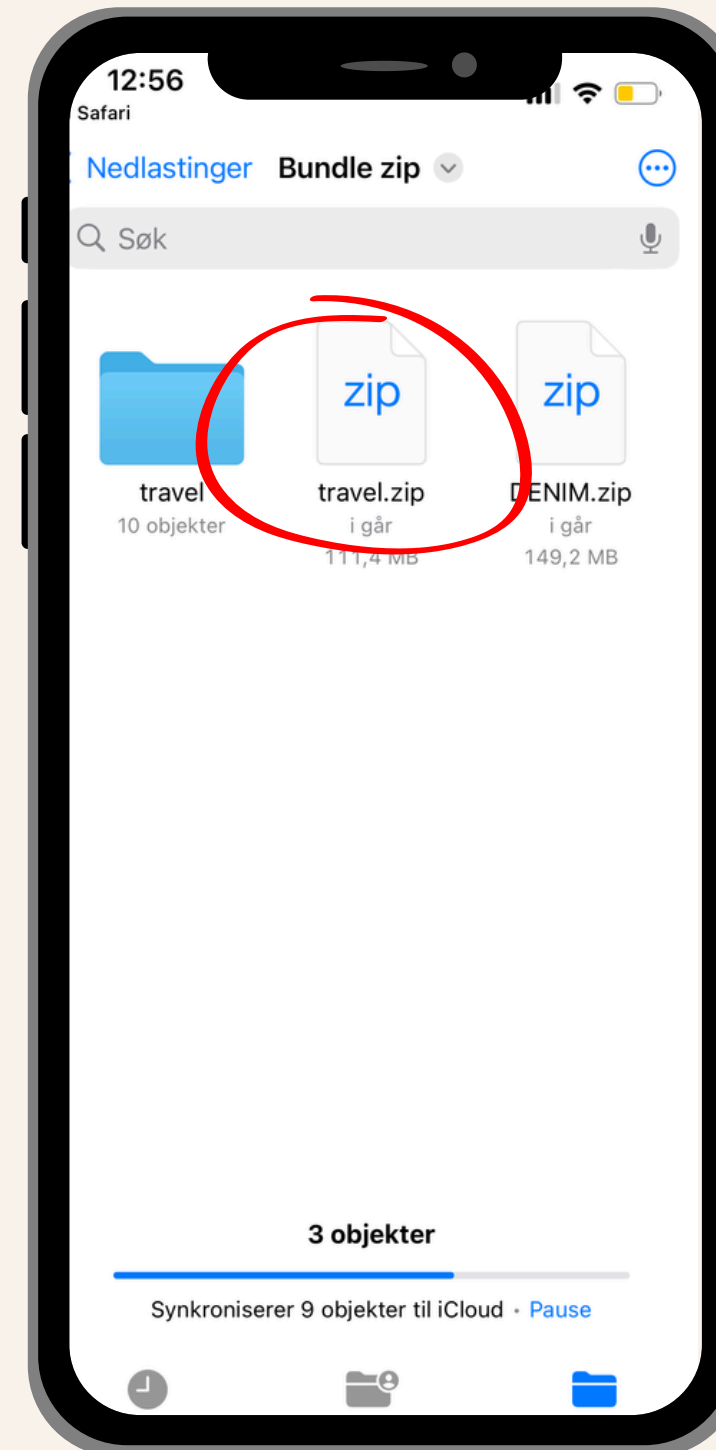 12:56
Safari
Nedlastinger Bundle zip
Søk
zip zip
travel travel.zip DENIM.zip
10 objekter i går i går
111,4 MB 149,2 MB
3 objekter
Synkroniserer 9 objekter til iCloud · Pause